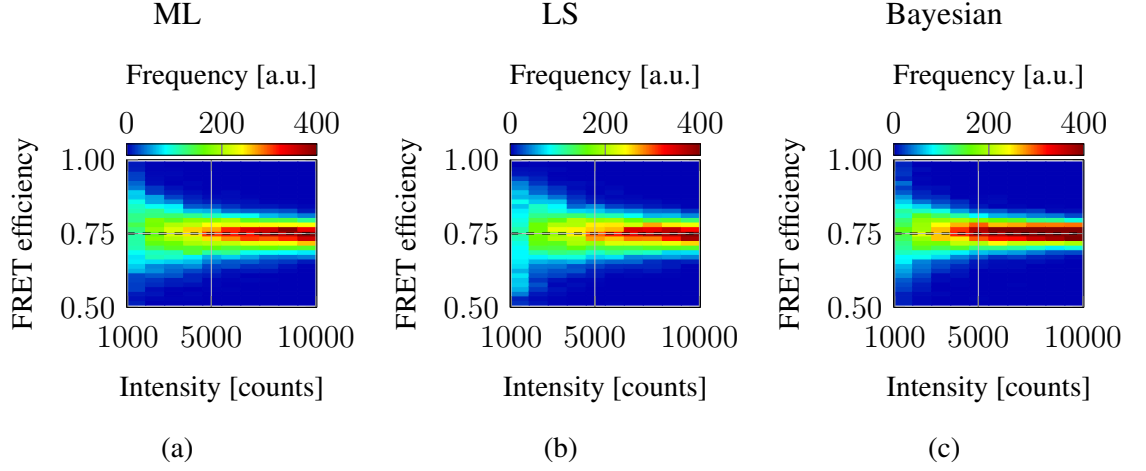 ML LS Bayesian
Frequency [a.u.] Frequency [a.u.] Frequency [a.u.]
0 200 400 0 200 400 0 200 400
FRET efficiency FRET efficiency FRET efficiency
1.00 1.00 1.00
0.75 0.75 0.75
0.50 0.50 0.50
1000 5000 10000 1000 5000 10000 1000 5000 10000
Intensity [counts] Intensity [counts] Intensity [counts]
(a) (b) (c)